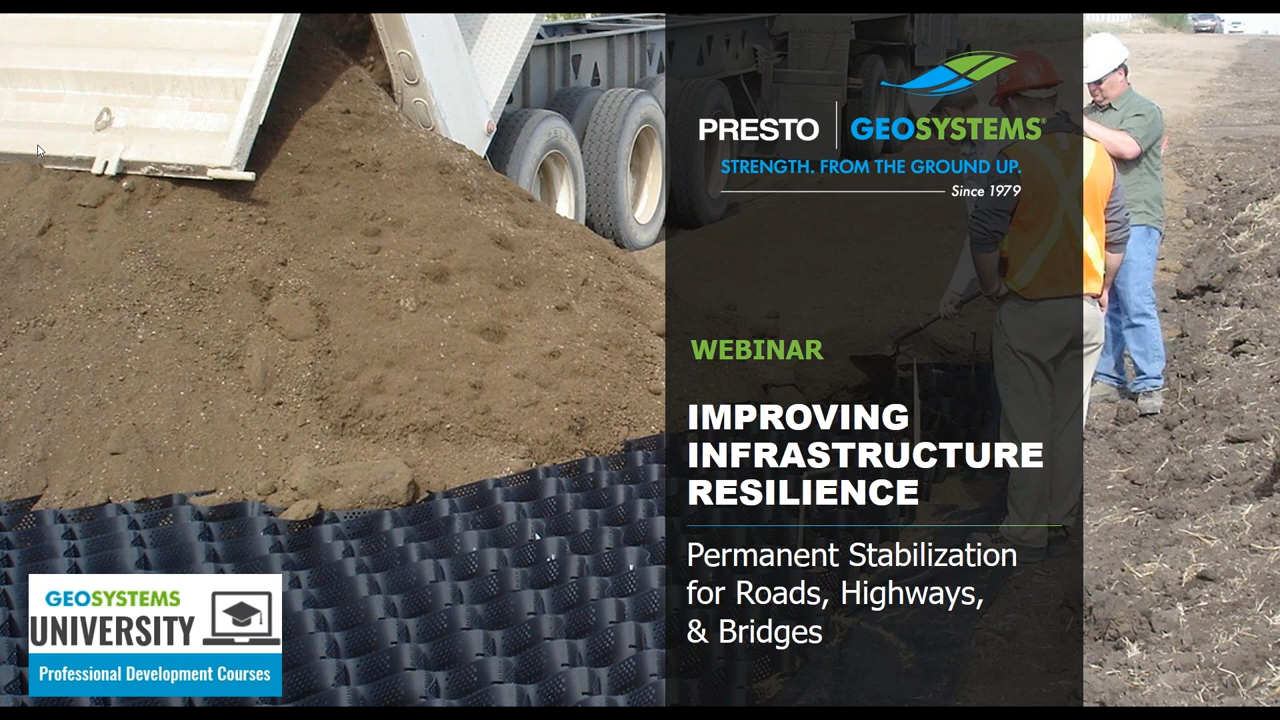 PRESTO GEOSYSTEMS®
STRENGTH. FROM THE GROUND UP.
Since 1979
WEBINAR
IMPROVING
INFRASTRUCTURE
RESILIENCE
Permanent Stabilization
for Roads, Highways,
& Bridges
GEOSYSTEMS
UNIVERSITY
Professional Development Courses